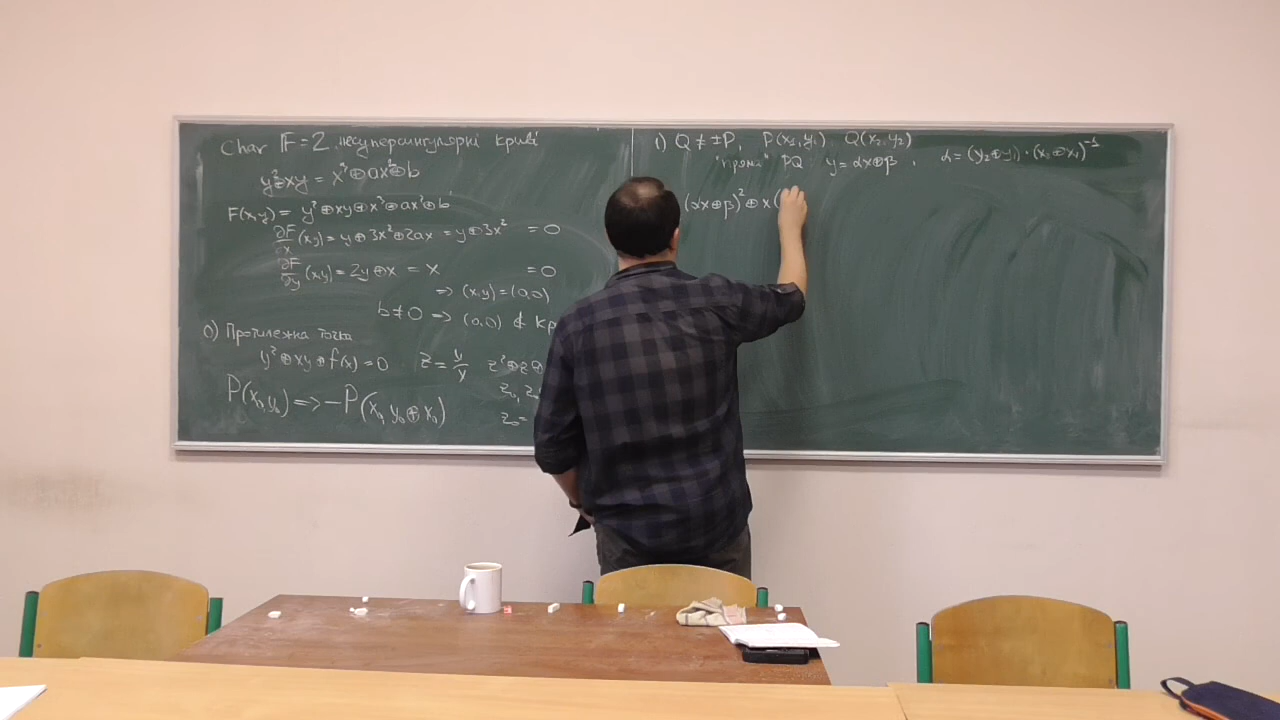 Char F = 2 несуперсингулярні криві
y² ⊕ xy = x³ ⊕ ax² ⊕ b
F(x,y) = y² ⊕ xy ⊕ x³ ⊕ ax² ⊕ b
∂F/∂x (x,y) = y ⊕ 3x² ⊕ 2ax = y ⊕ 3x² = 0
∂F/∂y (x,y) = 2y ⊕ x = x = 0
⇒ (x,y) = (0,0)
b ≠ 0 ⇒ (0,0) ∉ кр
0) Протилежна точка
y² ⊕ xy ⊕ f(x) = 0 z = y/y z² ⊕ z ⊕
P(x₀,y₀) ⇒ -P(x₀, y₀ ⊕ x₀) z₀,
z₀ =
1) Q ≠ ±P, P(x₁,y₁) Q(x₂,y₂)
"пряма" PQ y = αx ⊕ β, α = (y₂ ⊕ y₁)·(x₂ ⊕ x₁)⁻¹
(αx ⊕ β)² ⊕ x(